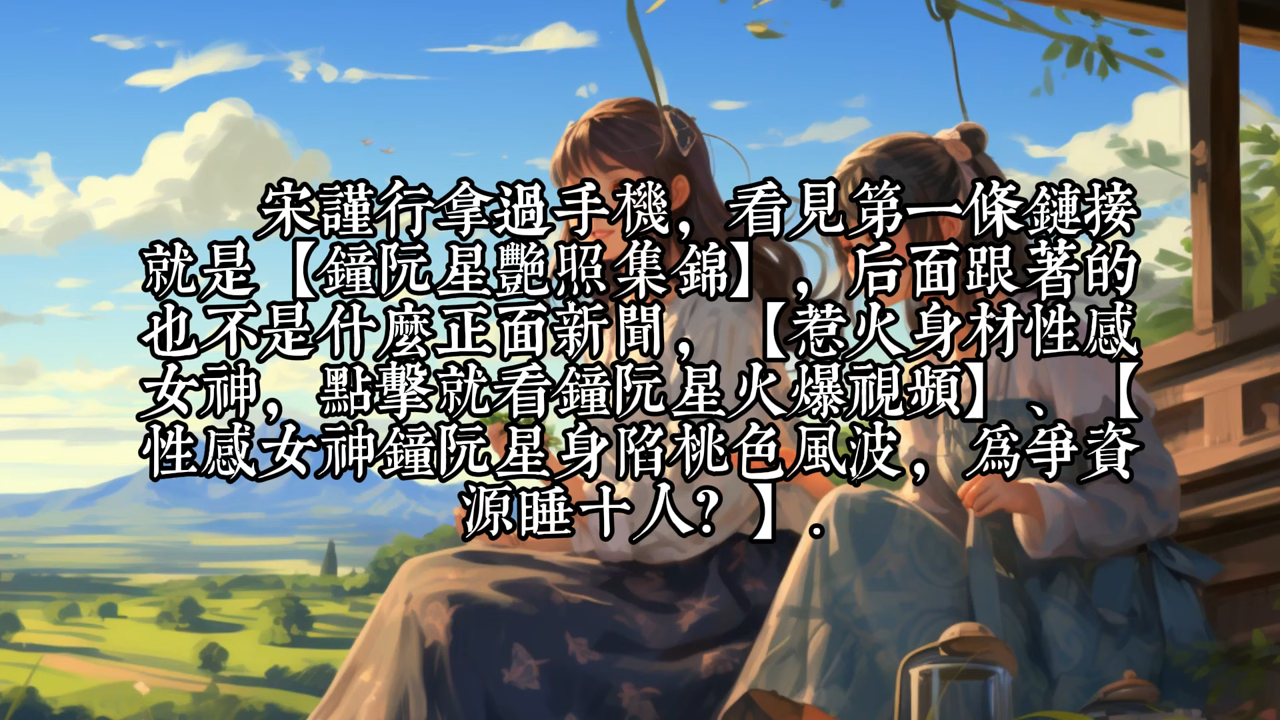 宋謹行拿過手機，看見第一條鏈接
就是【鐘阮星艷照集錦】，后面跟著的
也不是什麼正面新聞，【惹火身材性感
女神，點擊就看鐘阮星火爆視頻】、【
性感女神鐘阮星身陷桃色風波，爲爭資
源睡十人？】.